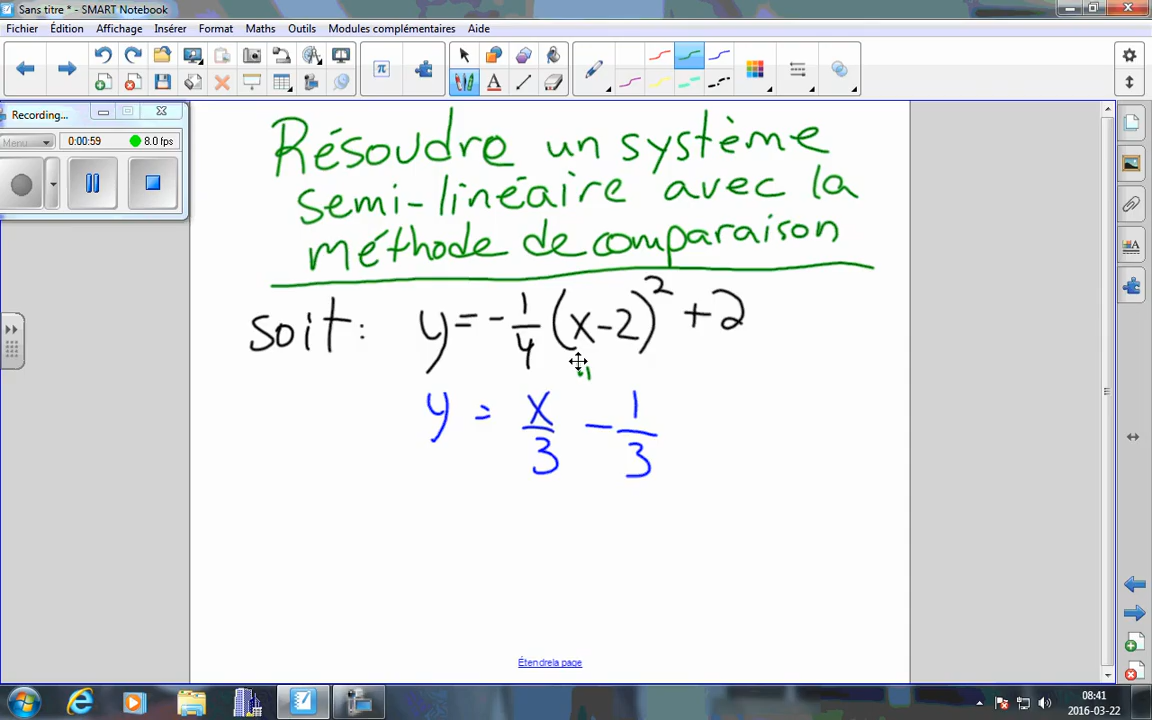 Sans titre * - SMART Notebook
Fichier Édition Affichage Insérer Format Maths Outils Modules complémentaires Aide
Recording...
Menu
0:00:59 8.0 fps
Résoudre un système
semi-linéaire avec la
méthode de comparaison
soit: y = -1/4 (x-2)² +2
y = x/3 - 1/3
Étendre la page
08:41
2016-03-22